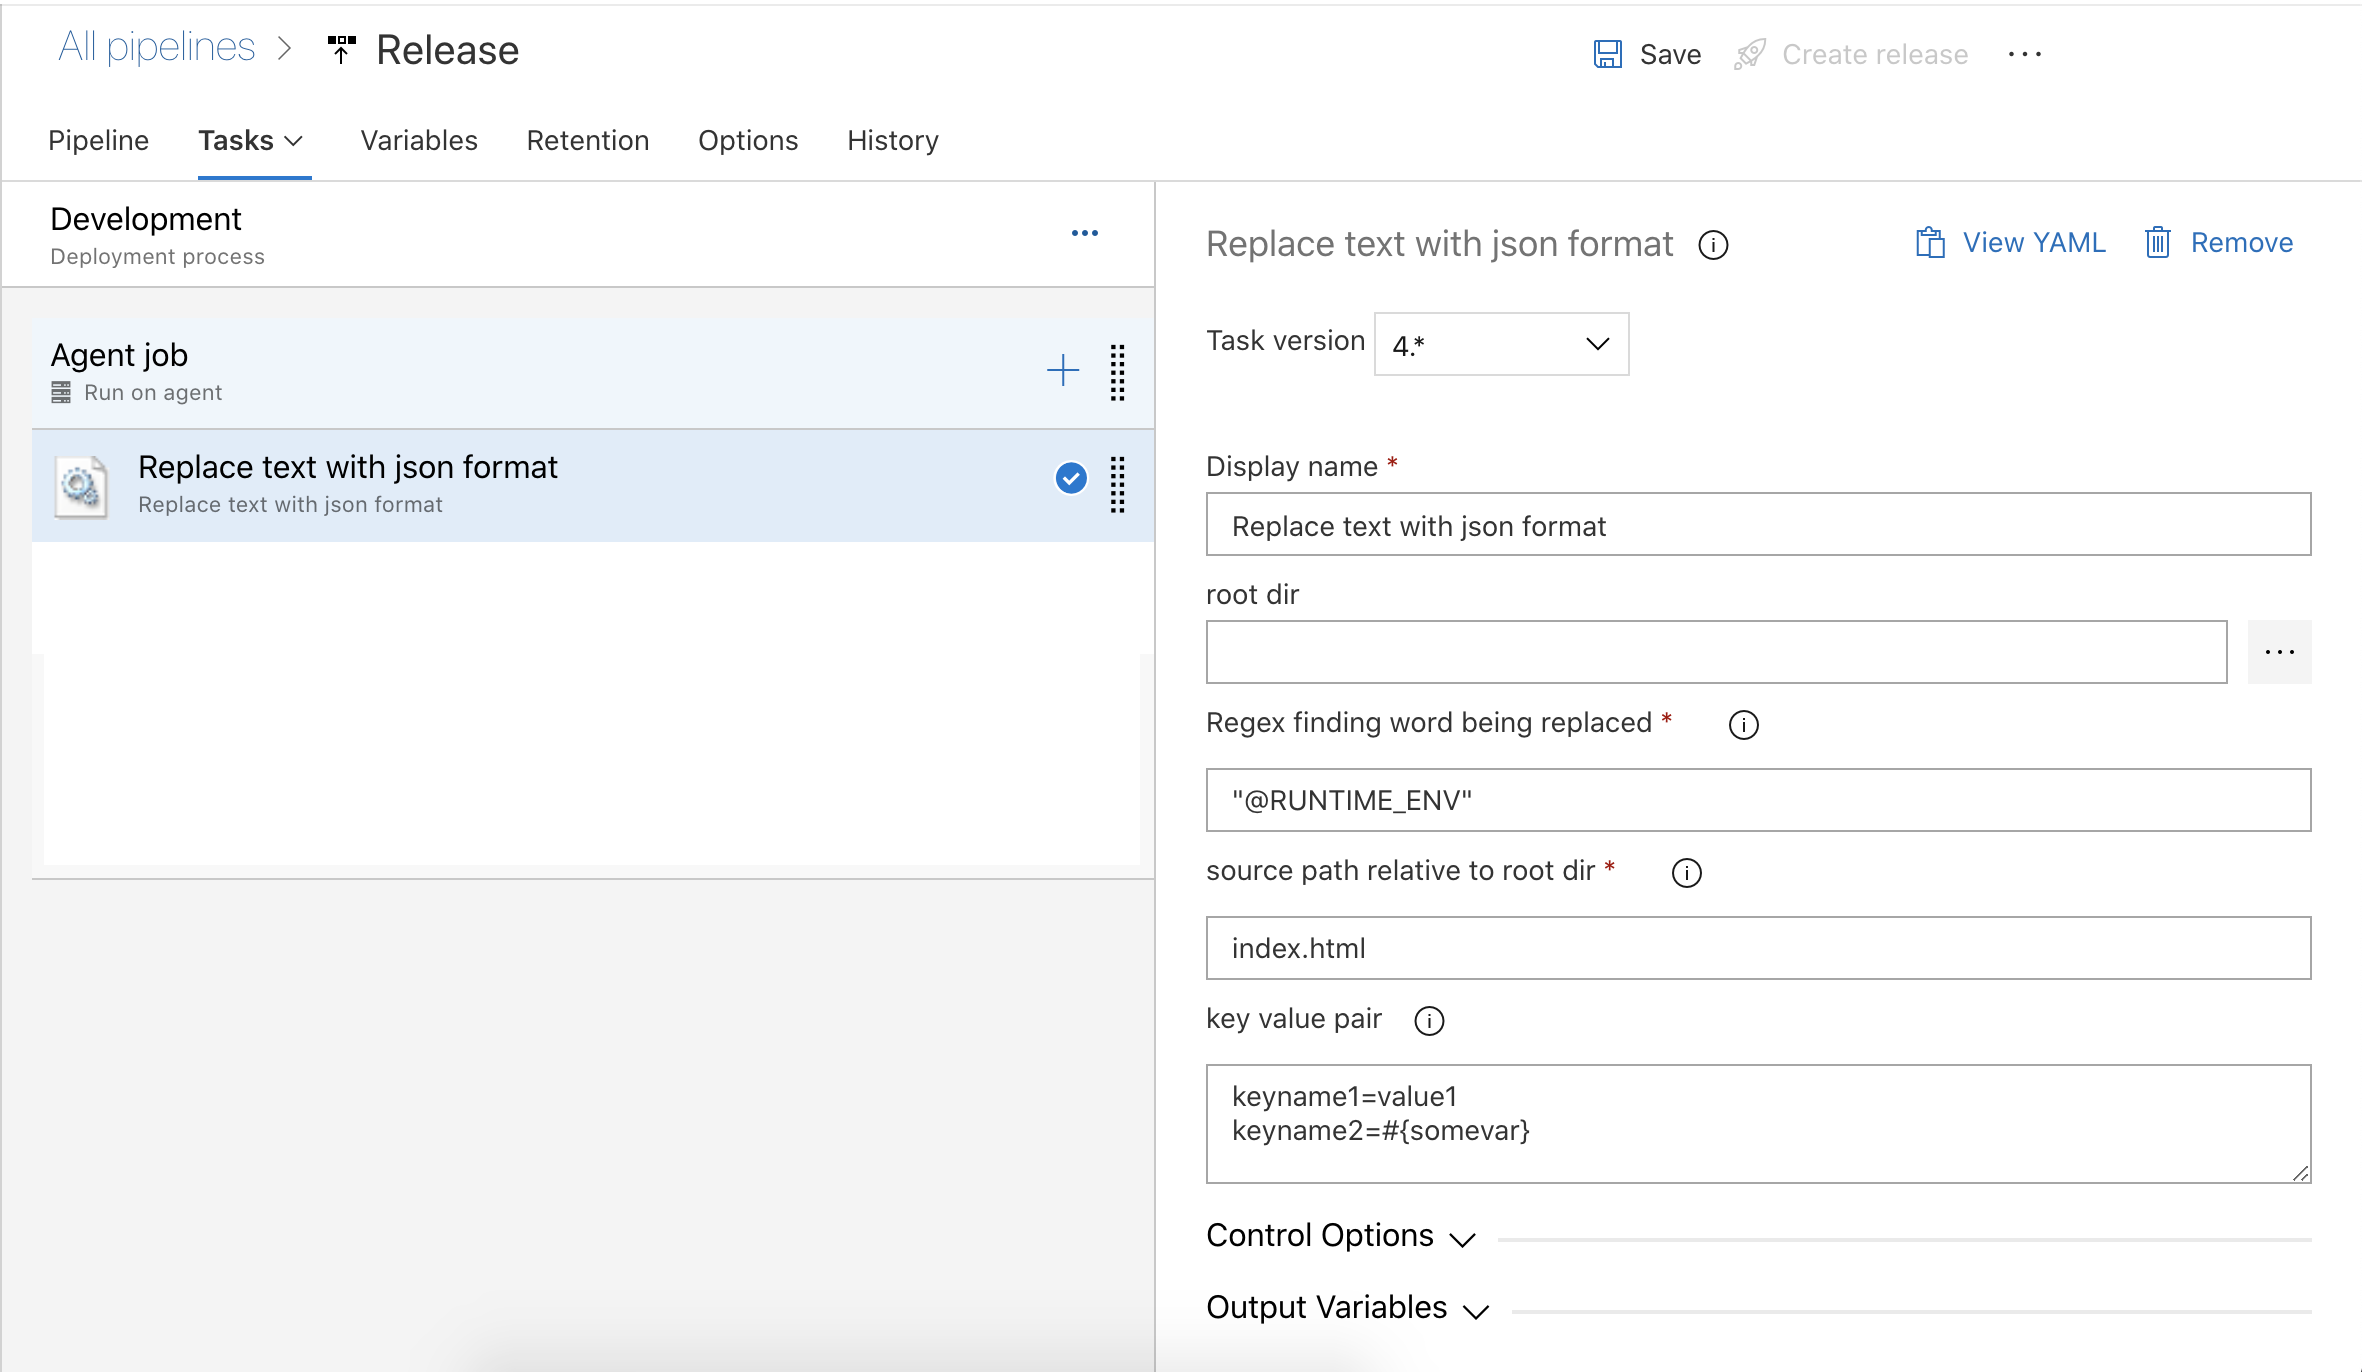 All pipelines > Release
Save Create release ...
Pipeline Tasks Variables Retention Options History
Development
Deployment process
Agent job
Run on agent
Replace text with json format
Replace text with json format
Replace text with json format
View YAML Remove
Task version 4.*
Display name *
Replace text with json format
root dir
...
Regex finding word being replaced *
"@RUNTIME_ENV"
source path relative to root dir *
index.html
key value pair
keyname1=value1
keyname2=#{somevar}
Control Options
Output Variables